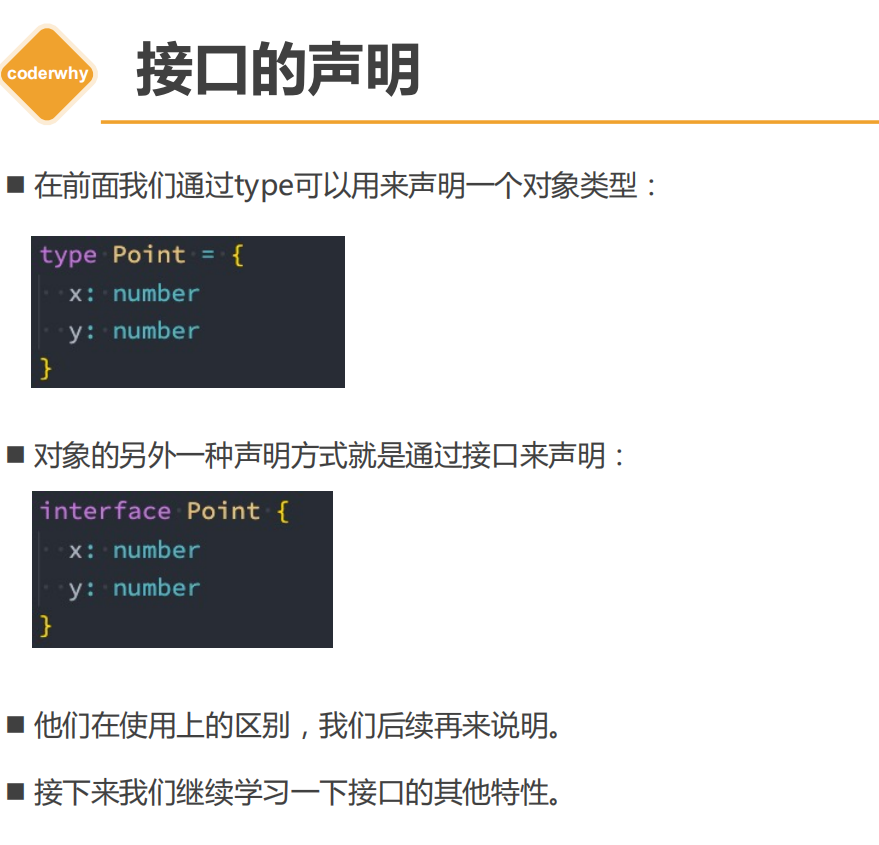 coderwhy
接口的声明
■ 在前面我们通过type可以用来声明一个对象类型：
type Point = {
  x: number
  y: number
}
■ 对象的另外一种声明方式就是通过接口来声明：
interface Point {
  x: number
  y: number
}
■ 他们在使用上的区别，我们后续再来说明。
■ 接下来我们继续学习一下接口的其他特性。